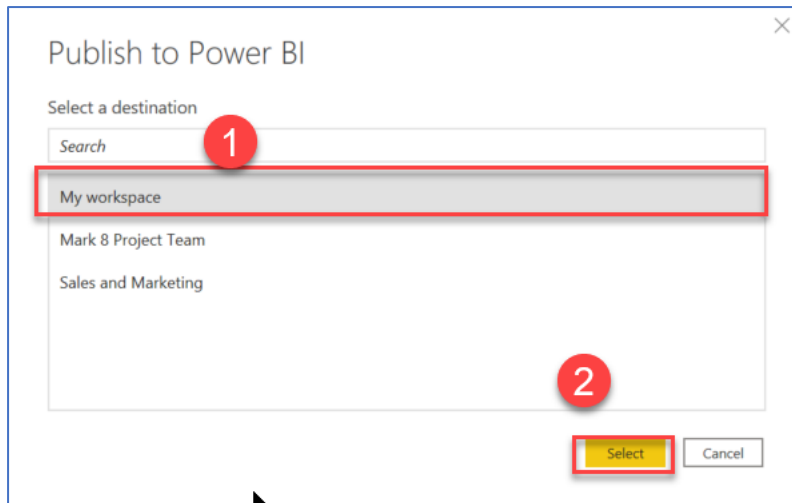 Publish to Power BI
Select a destination
Search
1
My workspace
Mark 8 Project Team
Sales and Marketing
2
Select
Cancel